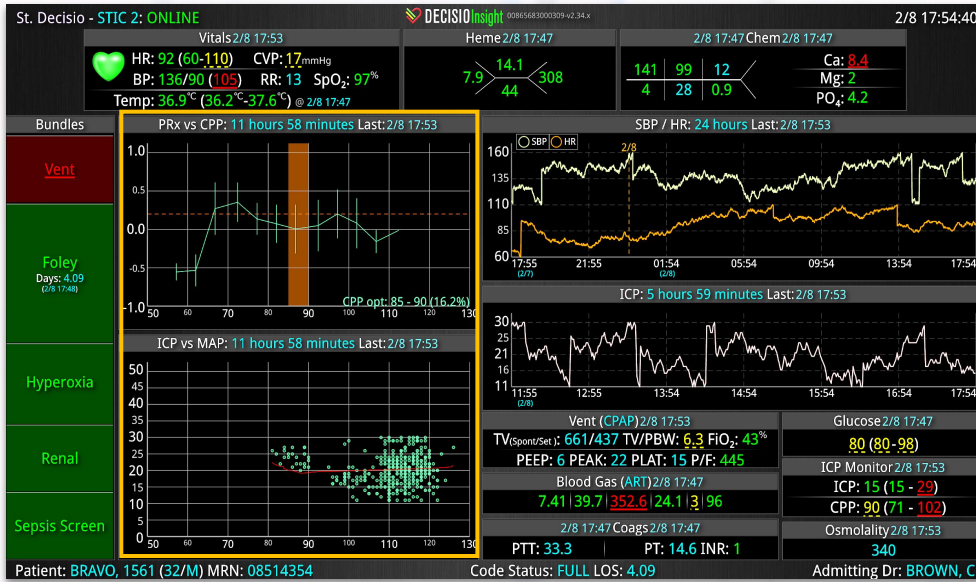 St. Decisio - STIC 2: ONLINE
DECISIOInsight 00865683000309-v2.34.x
2/8 17:54:40
Vitals 2/8 17:53
HR: 92 (60-110) CVP: 17mmHg
BP: 136/90 (105) RR: 13 SpO₂: 97%
Temp: 36.9°C (36.2°C-37.6°C) @ 2/8 17:47
Heme 2/8 17:47
14.1
7.9 308
44
2/8 17:47 Chem 2/8 17:47
141 99 12
4 28 0.9
Ca: 8.4
Mg: 2
PO₄: 4.2
Bundles
Vent
Foley
Days: 4.09
(2/8 17:48)
Hyperoxia
Renal
Sepsis Screen
PRx vs CPP: 11 hours 58 minutes Last: 2/8 17:53
1.0
0.5
0.0
-0.5
-1.0
CPP opt: 85 - 90 (16.2%)
50 60 70 80 90 100 110 120 130
ICP vs MAP: 11 hours 58 minutes Last: 2/8 17:53
50
45
40
35
30
25
20
15
10
5
0
50 60 70 80 90 100 110 120 130
SBP / HR: 24 hours Last: 2/8 17:53
SBP HR
2/8
160
135
110
85
60
17:55 21:55 01:54 05:54 09:54 13:54 17:54
(2/7) (2/8)
ICP: 5 hours 59 minutes Last: 2/8 17:53
30
25
21
16
11
11:55 12:55 13:54 14:54 15:54 16:54 17:54
(2/8)
Vent (CPAP) 2/8 17:53
TV(Spont/Set): 661/437 TV/PBW: 6.3 FiO₂: 43%
PEEP: 6 PEAK: 22 PLAT: 15 P/F: 445
Blood Gas (ART) 2/8 17:47
7.41 39.7 352.6 24.1 3 96
2/8 17:47 Coags 2/8 17:47
PTT: 33.3 PT: 14.6 INR: 1
Glucose 2/8 17:47
80 (80-98)
ICP Monitor 2/8 17:53
ICP: 15 (15 - 29)
CPP: 90 (71 - 102)
Osmolality 2/8 17:53
340
Patient: BRAVO, 1561 (32/M) MRN: 08514354
Code Status: FULL LOS: 4.09
Admitting Dr: BROWN, C